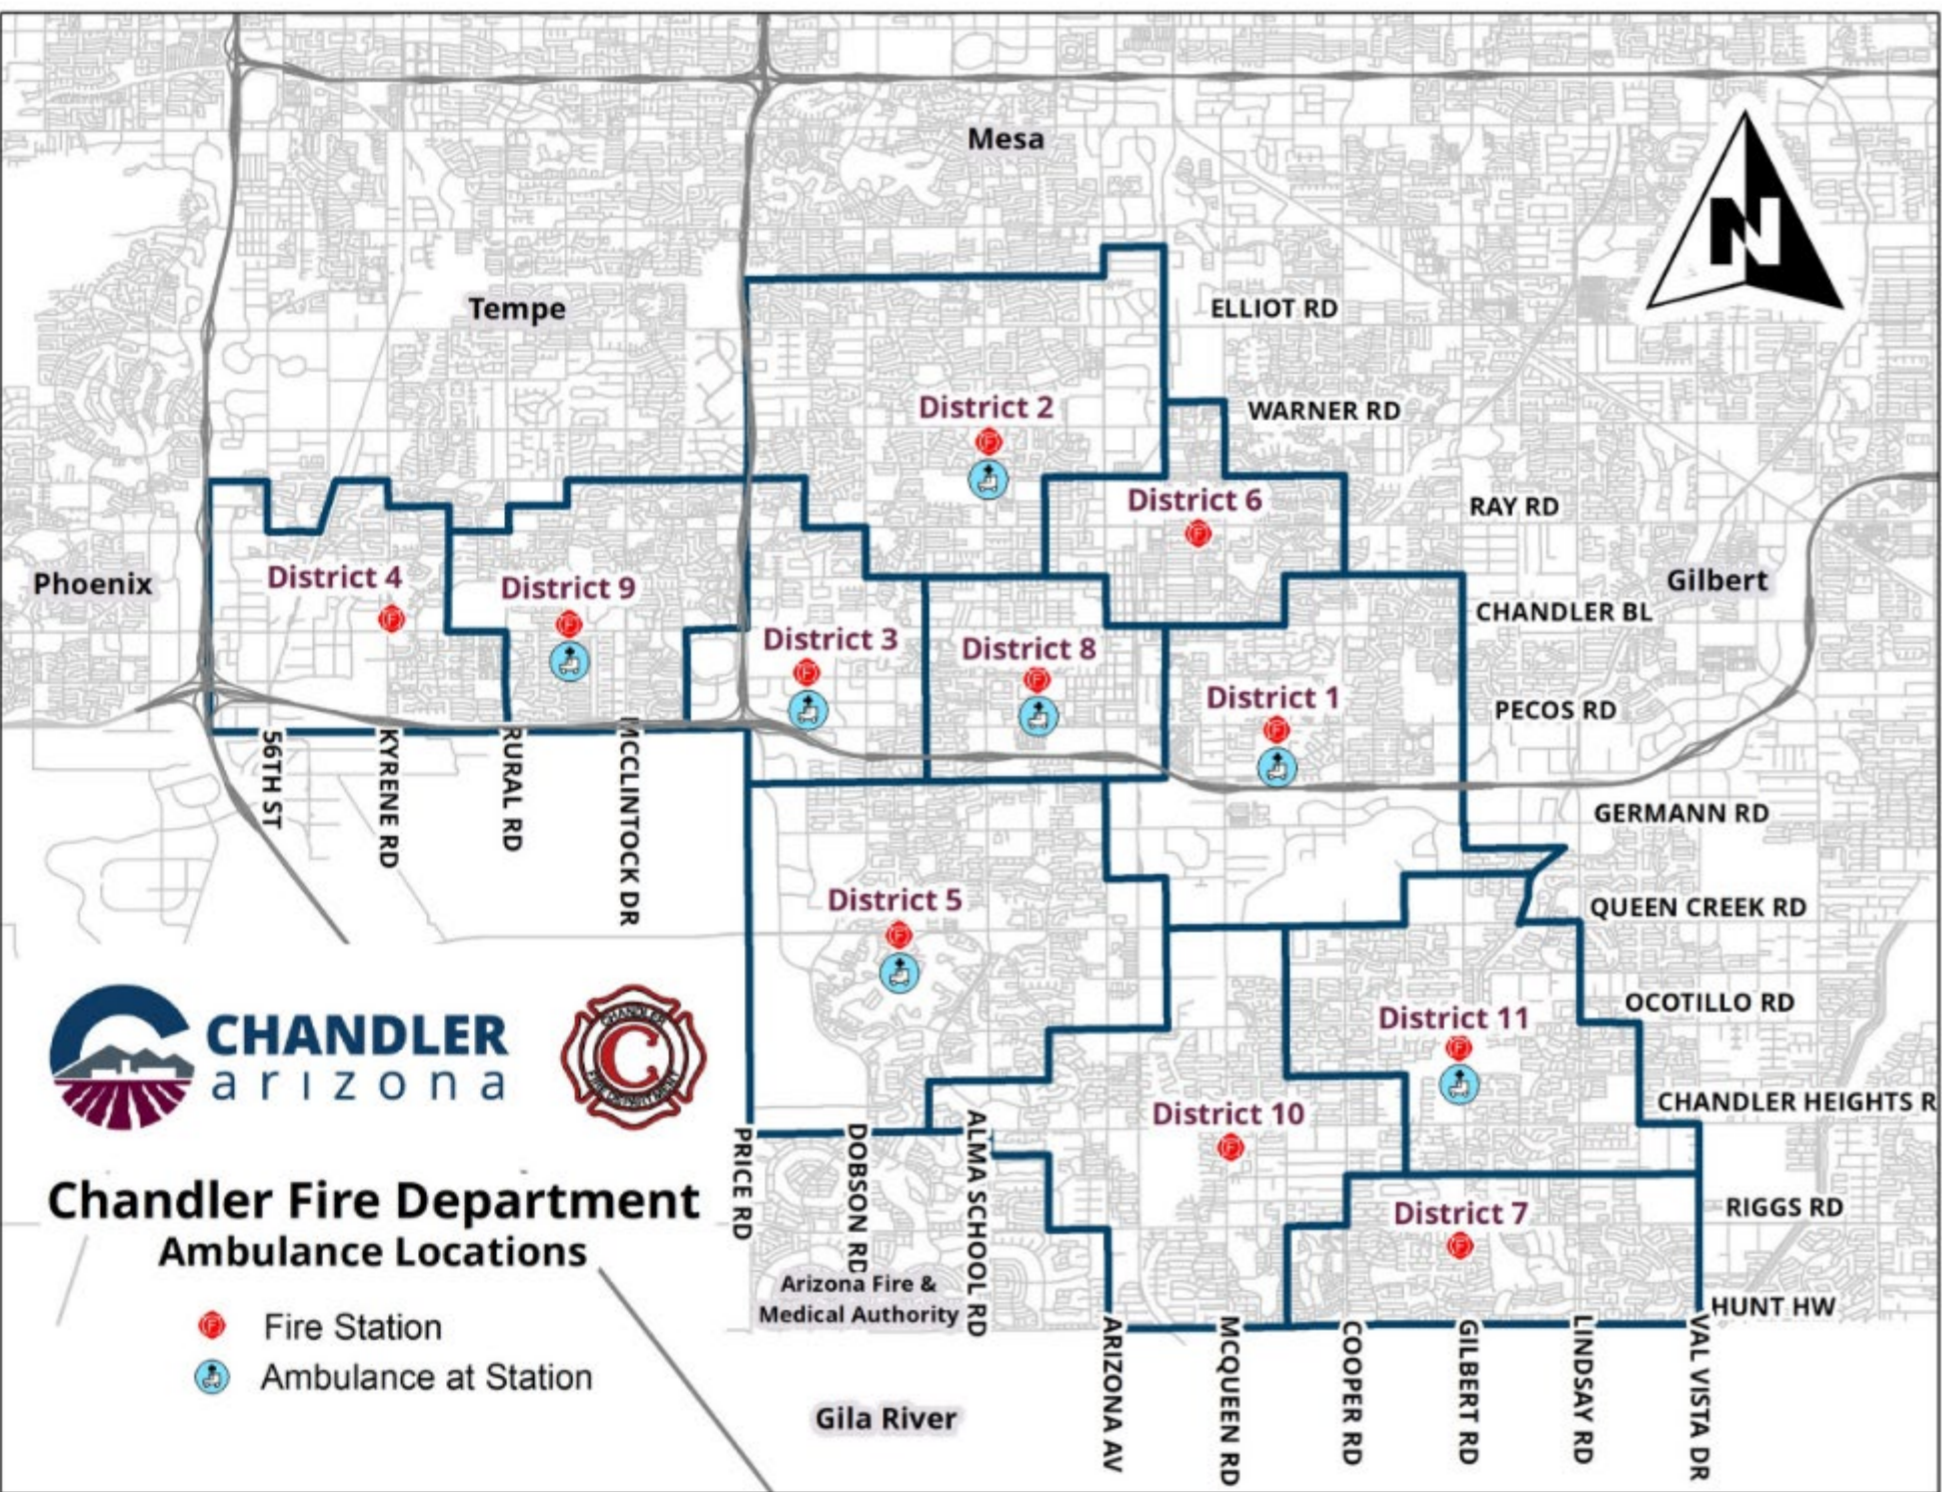 Mesa
N
Tempe
ELLIOT RD
District 2
WARNER RD
District 6
RAY RD
Phoenix
District 4
District 9
Gilbert
CHANDLER BL
District 3
District 8
District 1
PECOS RD
56TH ST
KYRENE RD
RURAL RD
MCCLINTOCK DR
GERMANN RD
District 5
QUEEN CREEK RD
OCOTILLO RD
District 11
CHANDLER
arizona
CHANDLER
C
FIRE DEPARTMENT
CHANDLER HEIGHTS R
District 10
PRICE RD
DOBSON RD
ALMA SCHOOL RD
Chandler Fire Department
Ambulance Locations
District 7
RIGGS RD
Arizona Fire &
Medical Authority
HUNT HW
F Fire Station
Ambulance at Station
Gila River
ARIZONA AV
MCQUEEN RD
COOPER RD
GILBERT RD
LINDSAY RD
VAL VISTA DR